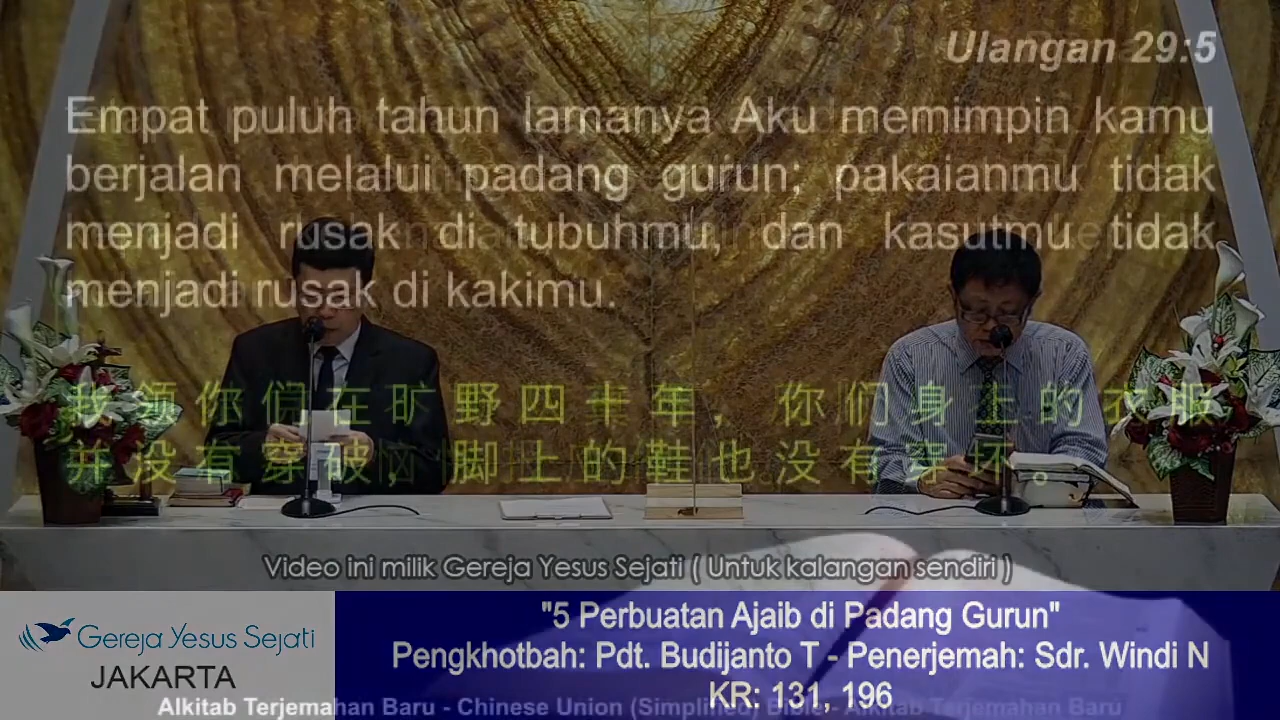 Ulangan 29:5
Empat puluh tahun lamanya Aku memimpin kamu
berjalan melalui padang gurun; pakaianmu tidak
menjadi rusak di tubuhmu, dan kasutmu tidak
menjadi rusak di kakimu.
我领你们在旷野四十年，你们身上的衣服
并没有穿破，脚上的鞋也没有穿坏。
Video ini milik Gereja Yesus Sejati ( Untuk kalangan sendiri )
Gereja Yesus Sejati
JAKARTA
"5 Perbuatan Ajaib di Padang Gurun"
Pengkhotbah: Pdt. Budijanto T - Penerjemah: Sdr. Windi N
KR: 131, 196
Alkitab Terjemahan Baru - Chinese Union (Simplified) Bible - Alkitab Terjemahan Baru